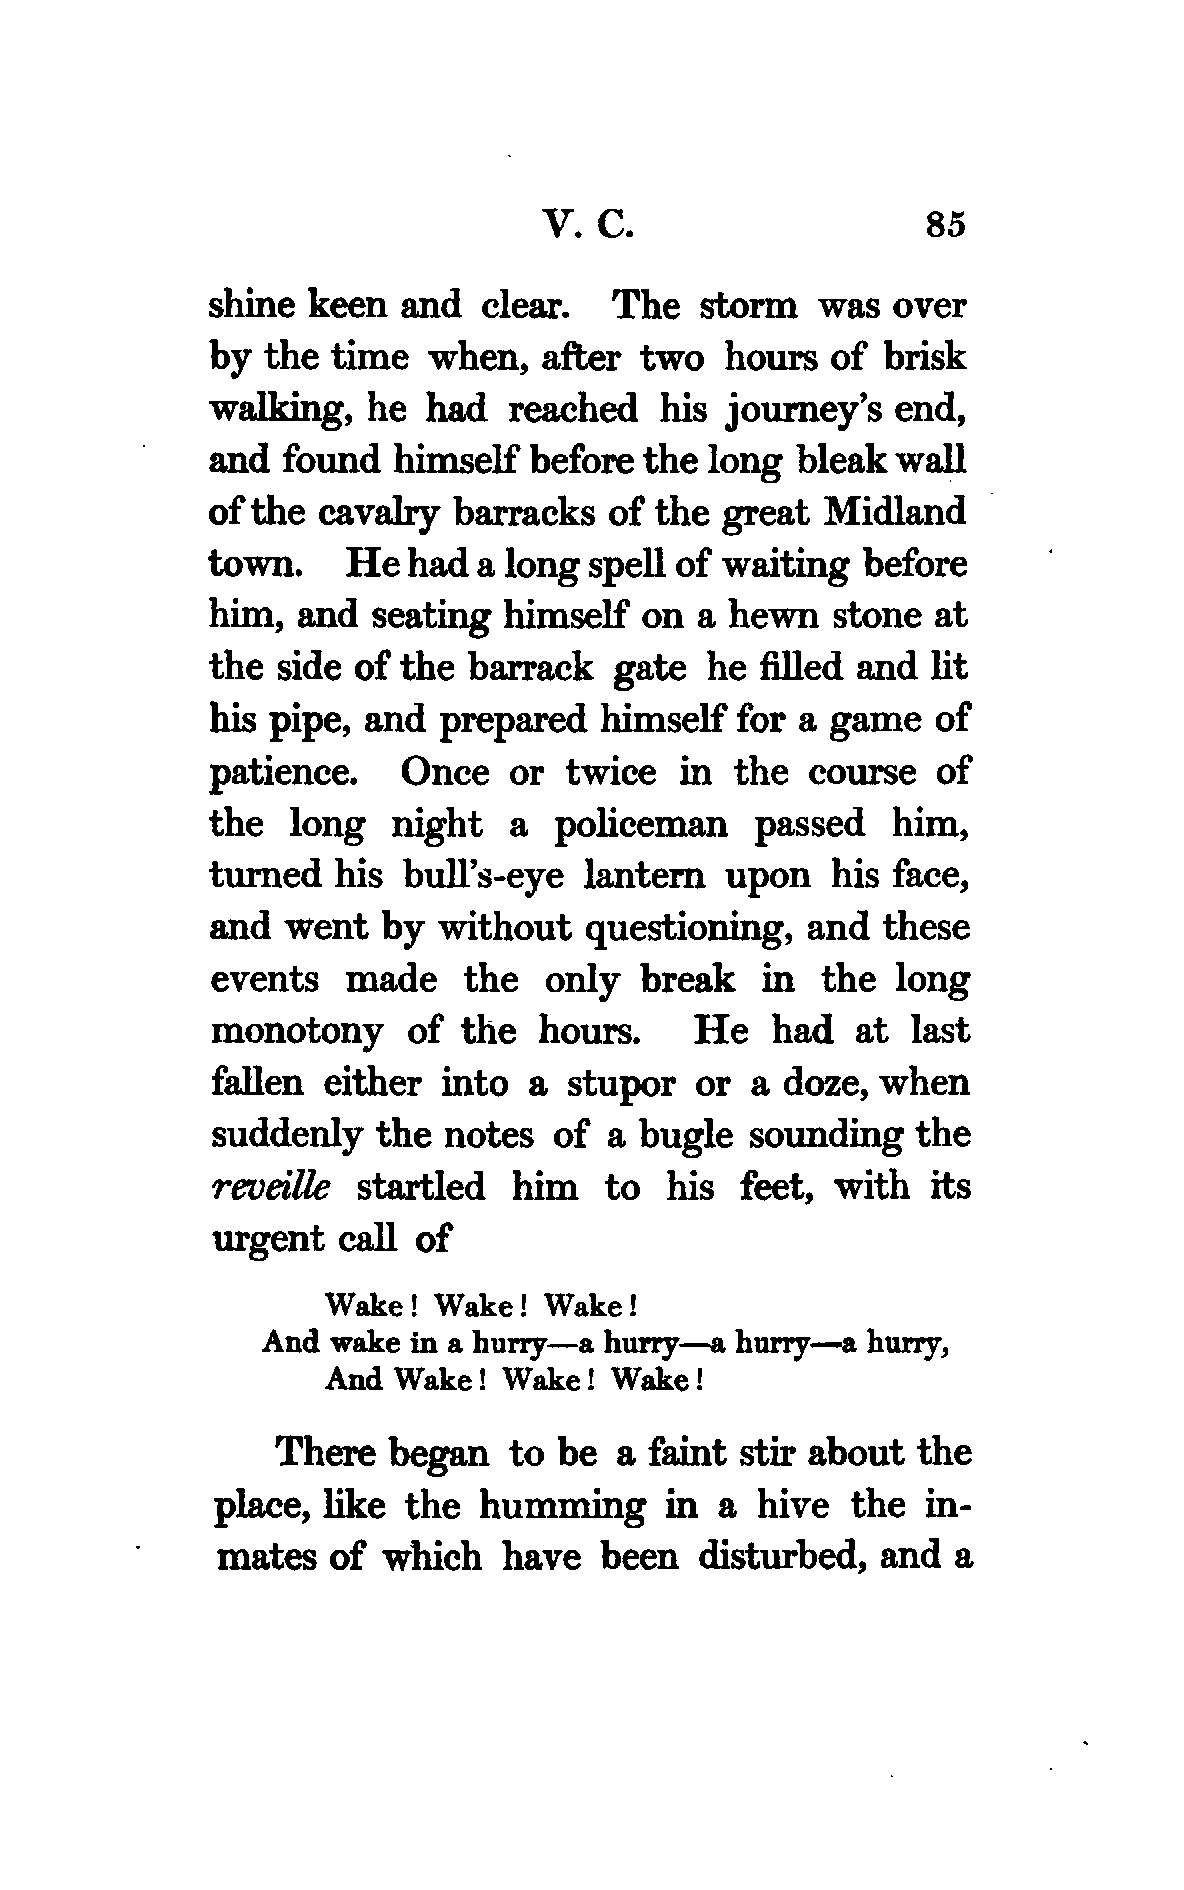 V. C. 85
shine keen and clear. The storm was over
by the time when, after two hours of brisk
walking, he had reached his journey's end,
and found himself before the long bleak wall
of the cavalry barracks of the great Midland
town. He had a long spell of waiting before
him, and seating himself on a hewn stone at
the side of the barrack gate he filled and lit
his pipe, and prepared himself for a game of
patience. Once or twice in the course of
the long night a policeman passed him,
turned his bull's-eye lantern upon his face,
and went by without questioning, and these
events made the only break in the long
monotony of the hours. He had at last
fallen either into a stupor or a doze, when
suddenly the notes of a bugle sounding the
reveille startled him to his feet, with its
urgent call of
Wake! Wake! Wake!
And wake in a hurry—a hurry—a hurry—a hurry,
And Wake! Wake! Wake!
There began to be a faint stir about the
place, like the humming in a hive the in-
mates of which have been disturbed, and a